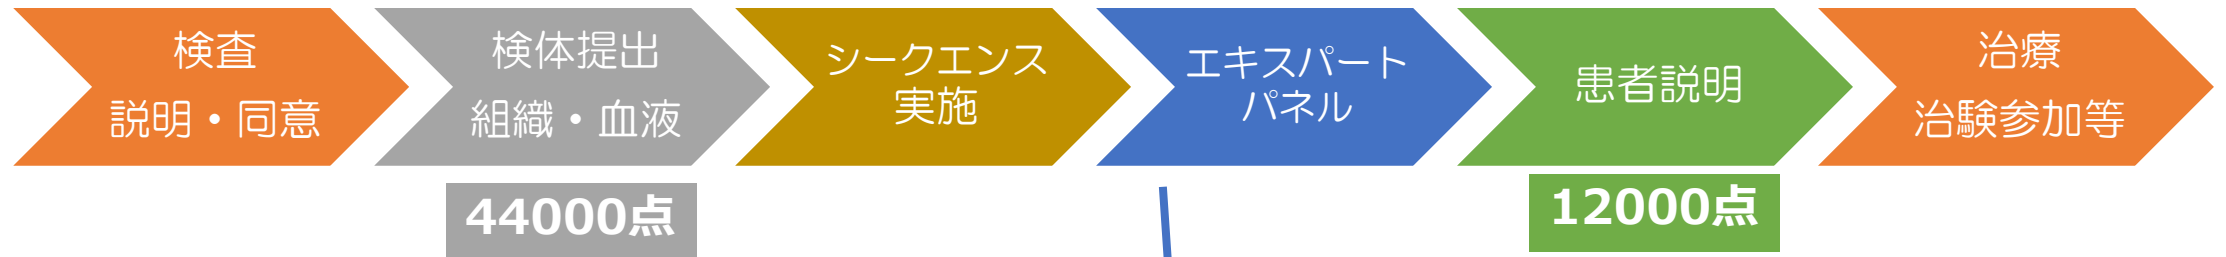 検査
説明・同意
検体提出
組織・血液
シークエンス
実施
エキスパート
パネル
患者説明
治療
治験参加等
44000点
12000点